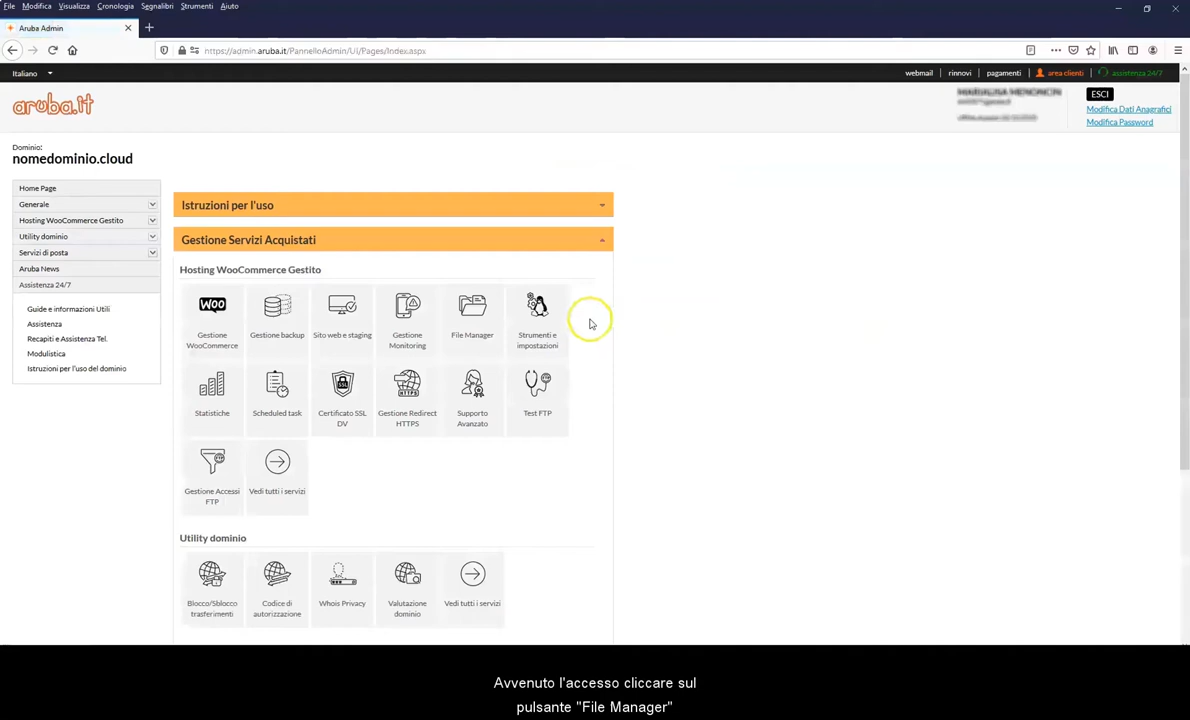 File Modifica Visualizza Cronologia Segnalibri Strumenti Aiuto
Aruba Admin
https://admin.aruba.it/PannelloAdmin/UI/Pages/Index.aspx
Italiano
webmail rinnovi pagamenti area clienti assistenza 24/7
aruba.it
ESCI
Modifica Dati Anagrafici
Modifica Password
Dominio:
nomedominio.cloud
Home Page
Generale
Hosting WooCommerce Gestito
Utility dominio
Servizi di posta
Aruba News
Assistenza 24/7
Guide e informazioni Utili
Assistenza
Recapiti e Assistenza Tel.
Modulistica
Istruzioni per l'uso del dominio
Istruzioni per l'uso
Gestione Servizi Acquistati
Hosting WooCommerce Gestito
WOO
Gestione WooCommerce
Gestione backup
Sito web e staging
Gestione Monitoring
File Manager
Strumenti e impostazioni
Statistiche
Scheduled task
SSL
Certificato SSL DV
HTTPS
Gestione Redirect HTTPS
Supporto Avanzato
Test FTP
Gestione Accessi FTP
Vedi tutti i servizi
Utility dominio
Blocco/Sblocco trasferimenti
Codice di autorizzazione
Whois Privacy
Valutazione dominio
Vedi tutti i servizi
Avvenuto l'accesso cliccare sul
pulsante "File Manager"